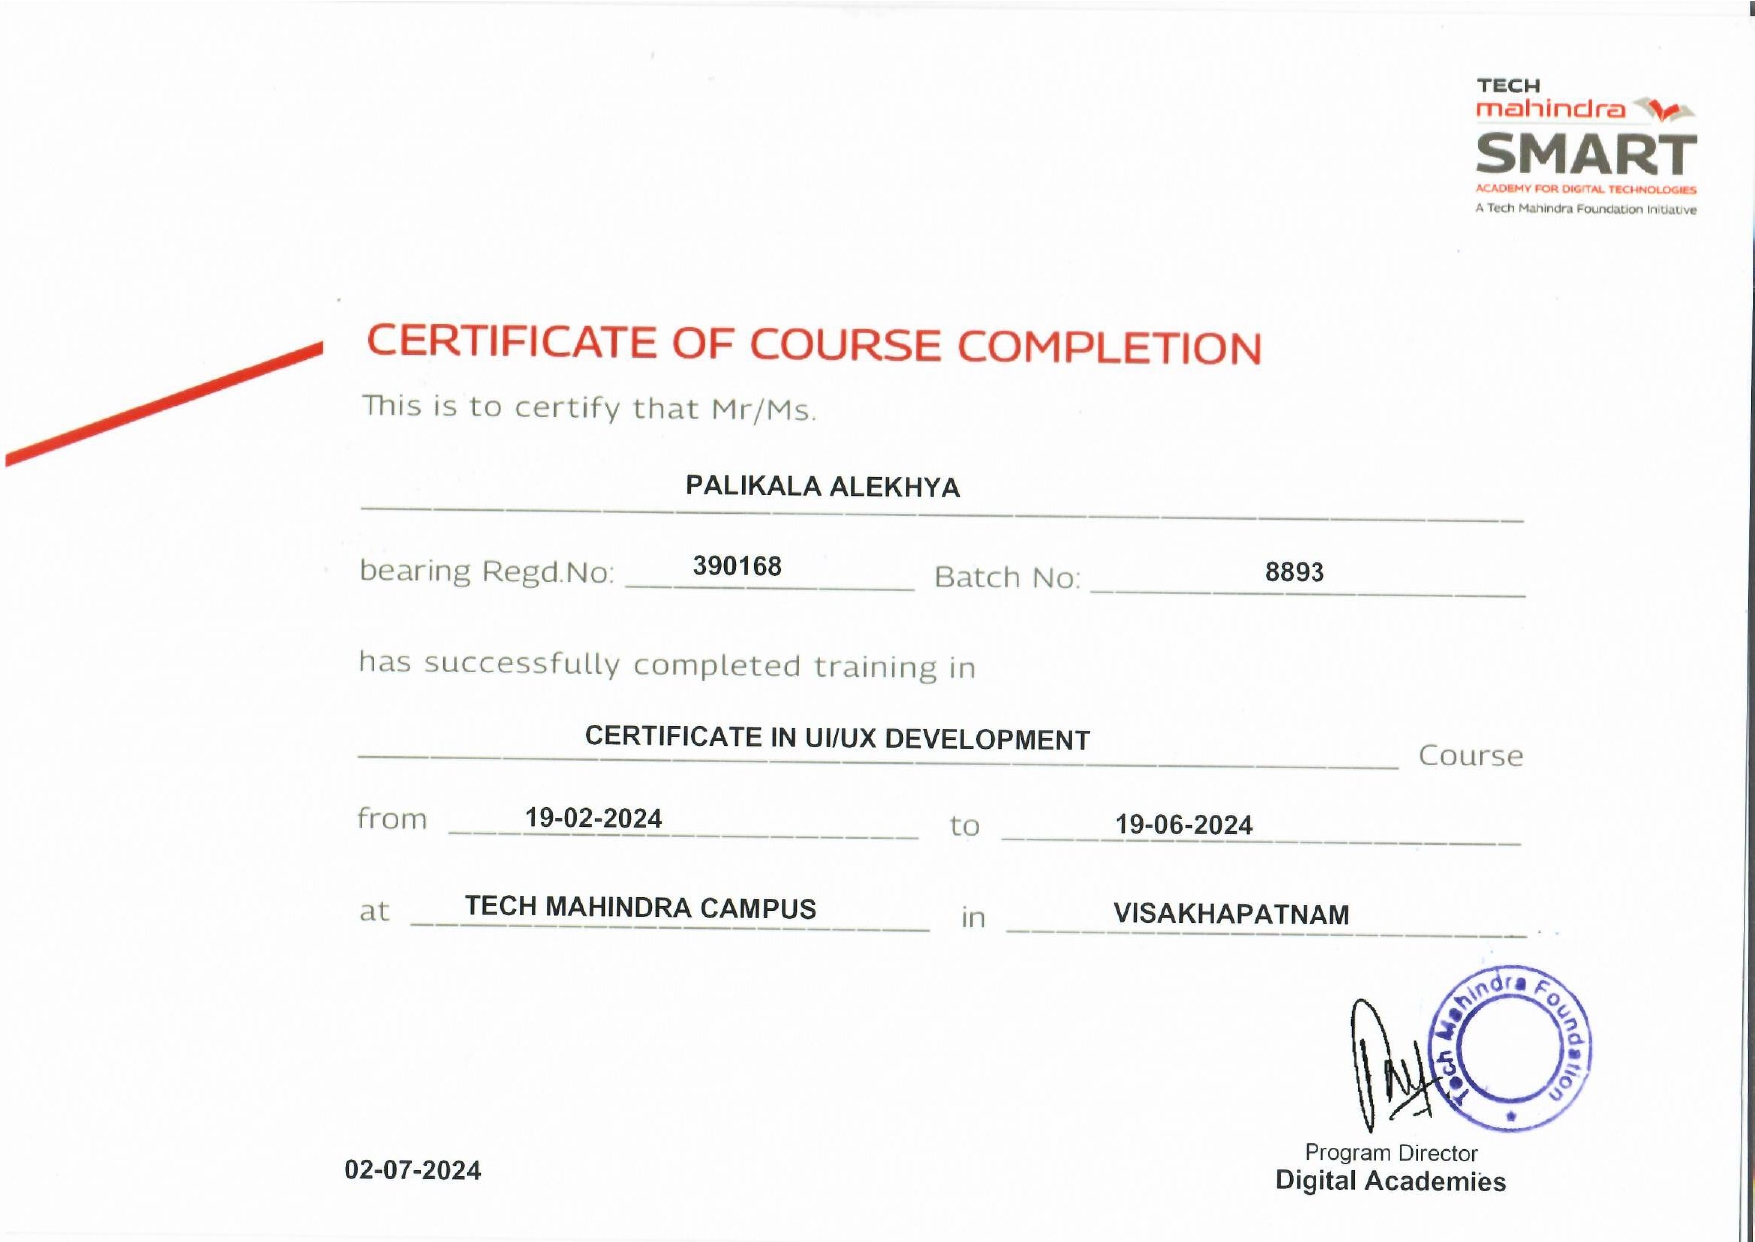 TECH
mahindra
SMART
ACADEMY FOR DIGITAL TECHNOLOGIES
A Tech Mahindra Foundation Initiative
CERTIFICATE OF COURSE COMPLETION
This is to certify that Mr/Ms.
PALIKALA ALEKHYA
bearing Regd.No: 390168 Batch No: 8893
has successfully completed training in
CERTIFICATE IN UI/UX DEVELOPMENT Course
from 19-02-2024 to 19-06-2024
at TECH MAHINDRA CAMPUS in VISAKHAPATNAM
Tech Mahindra Foundation
Program Director
Digital Academies
02-07-2024